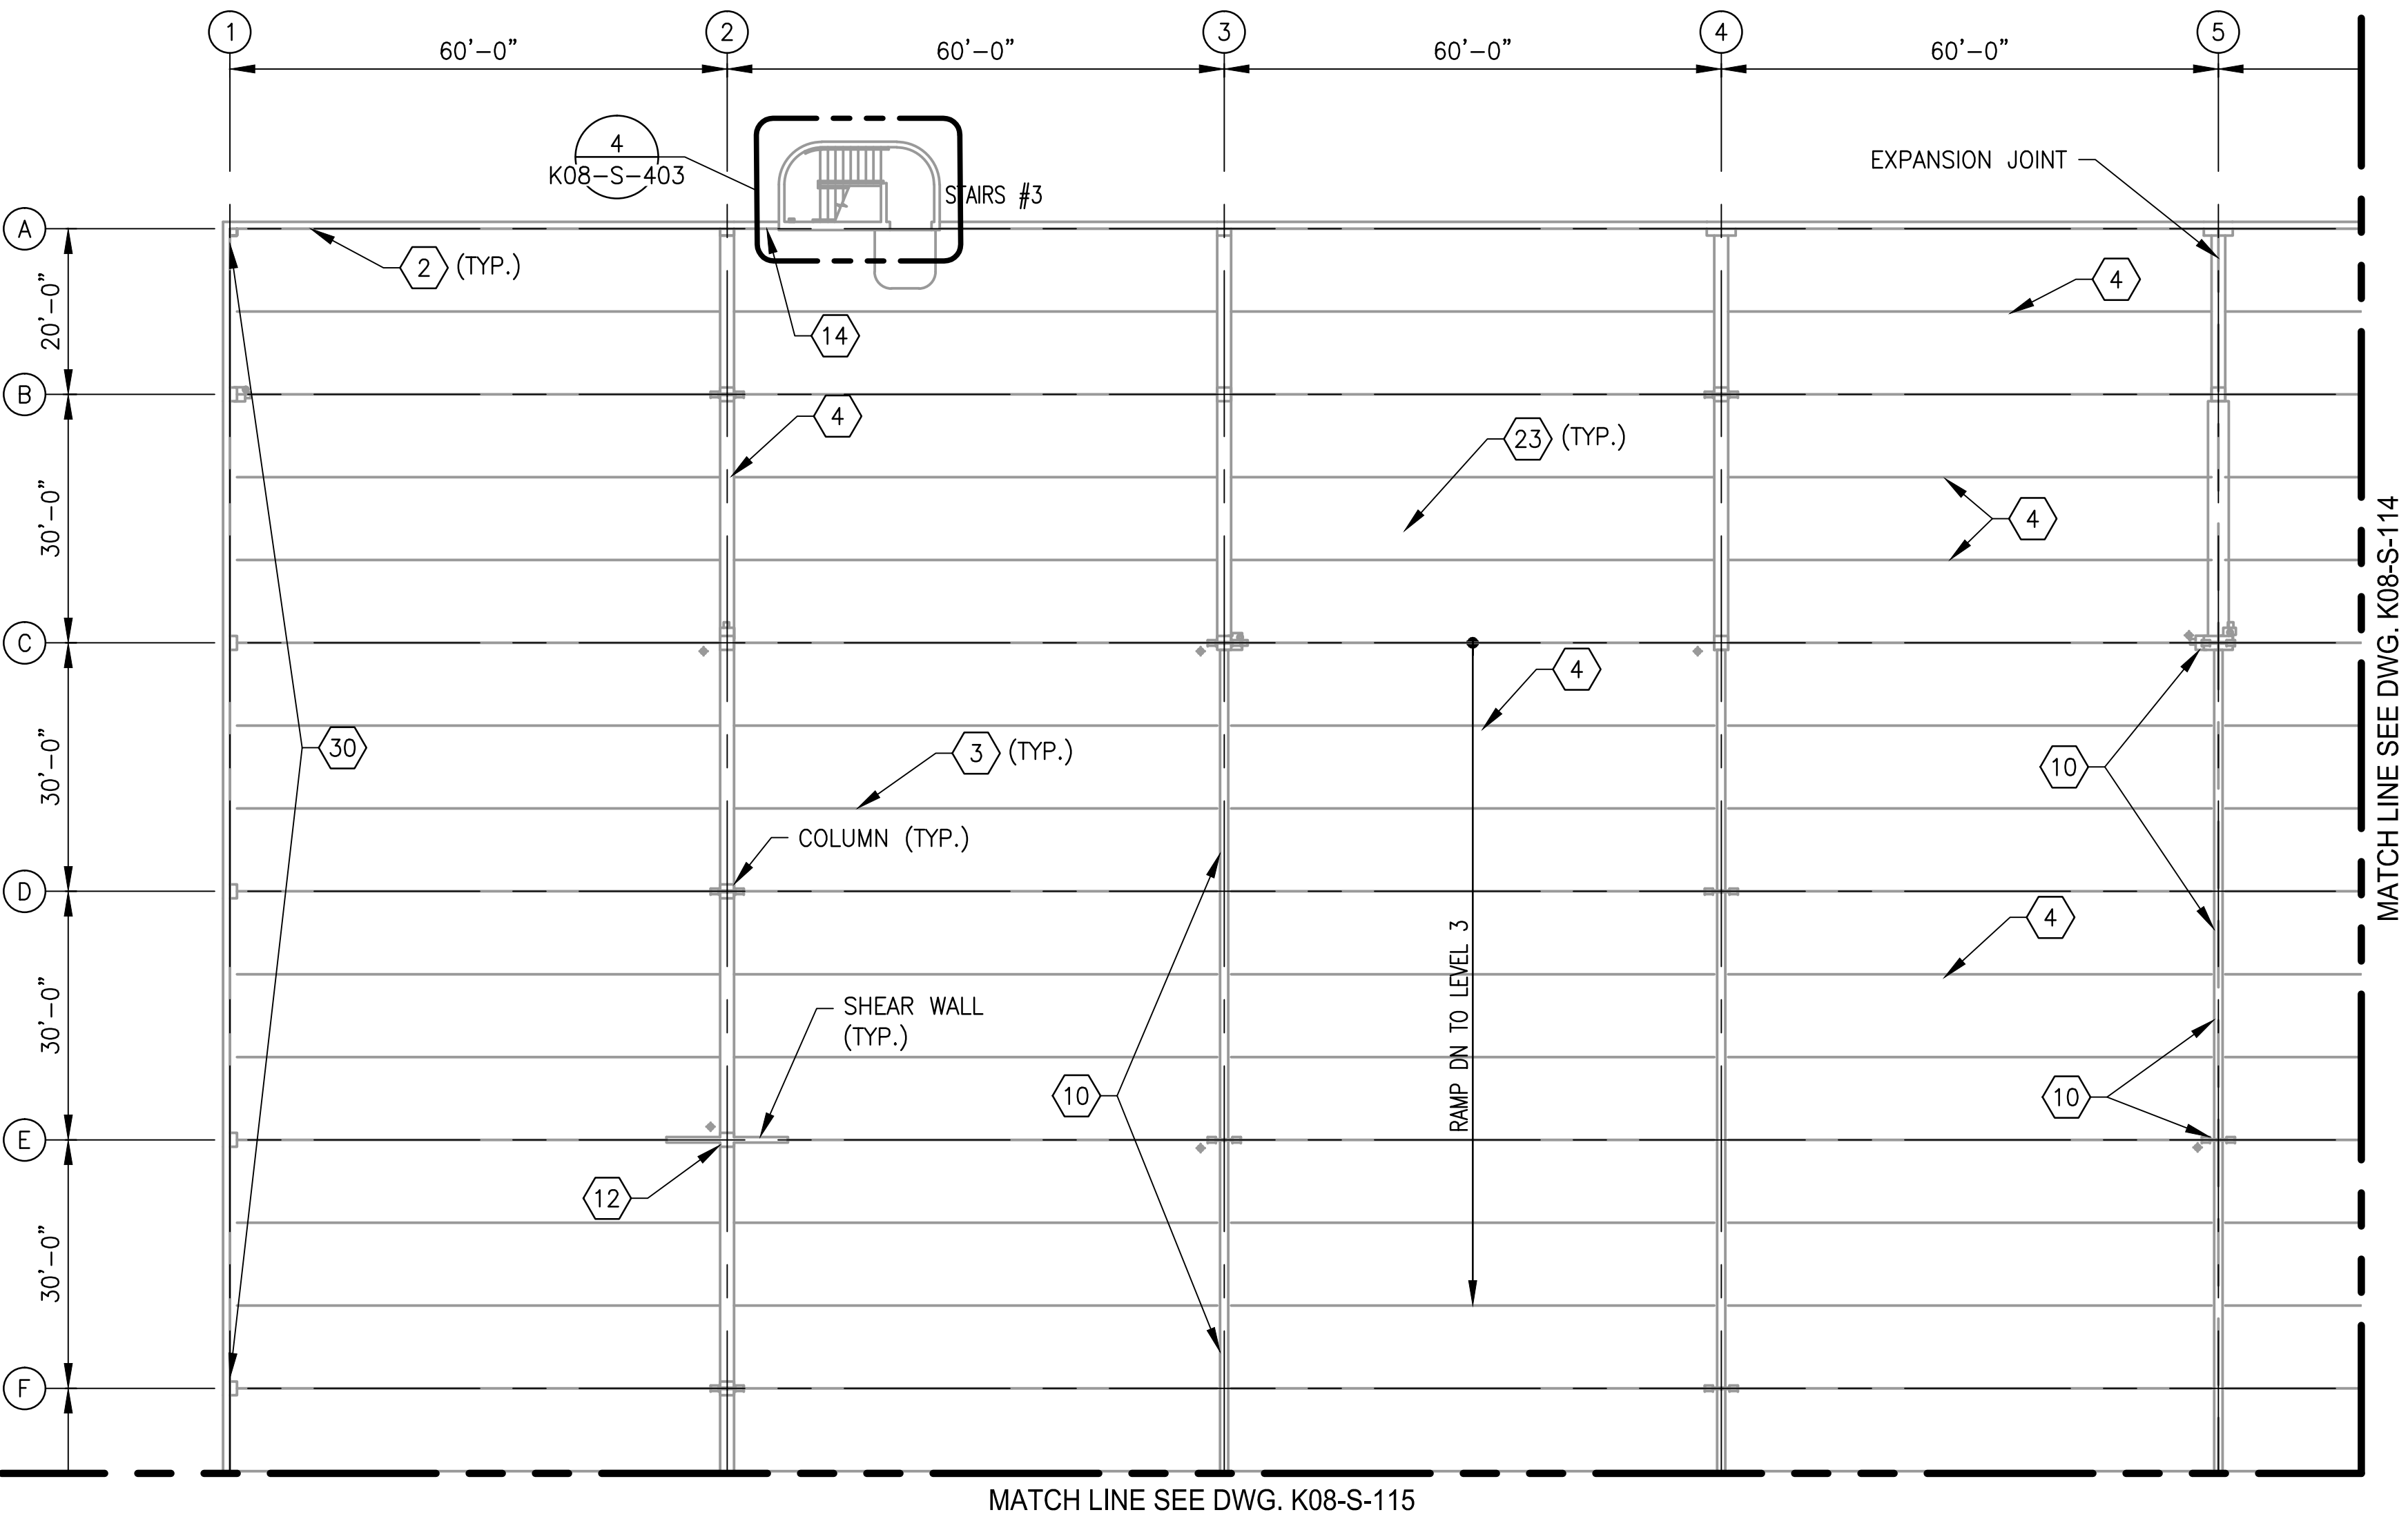 1
2
3
4
5
60'-0"
60'-0"
60'-0"
60'-0"
4
K08-S-403
STAIRS #3
EXPANSION JOINT
A
2 (TYP.)
4
20'-0"
14
B
4
23 (TYP.)
30'-0"
4
C
4
30
3 (TYP.)
10
30'-0"
COLUMN (TYP.)
D
4
SHEAR WALL
(TYP.)
RAMP DN TO LEVEL 3
30'-0"
10
10
E
12
30'-0"
F
MATCH LINE SEE DWG. K08-S-114
MATCH LINE SEE DWG. K08-S-115